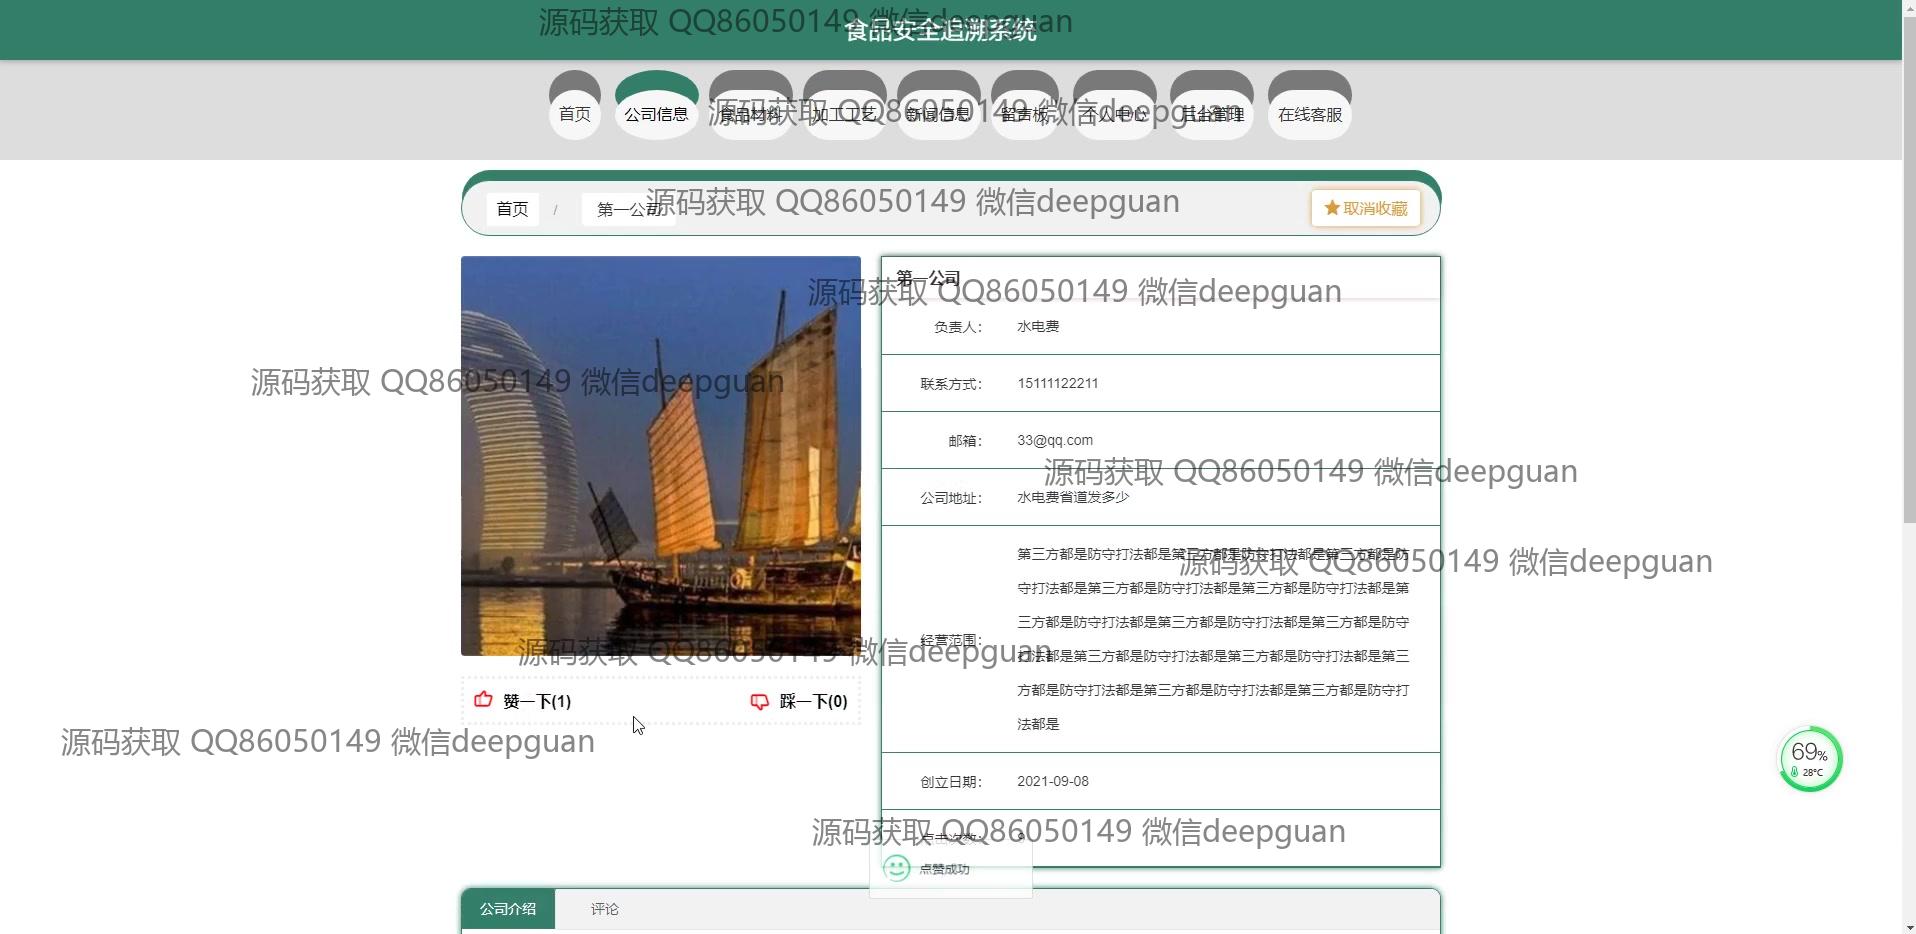 源码获取 QQ86050149 微信deepguan
食品安全追溯系统
首页 公司信息 食品材料 加工工艺 新闻信息 留言板 个人中心 后台管理 在线客服
源码获取 QQ86050149 微信deepguan
首页 / 第一公司 取消收藏
源码获取 QQ86050149 微信deepguan
第一公司
源码获取 QQ86050149 微信deepguan
负责人： 水电费
联系方式： 15111122211
源码获取 QQ86050149 微信deepguan
邮箱： 33@qq.com
源码获取 QQ86050149 微信deepguan
公司地址： 水电费省道发多少
第三方都是防守打法都是第三方都是防守打法都是第三方都是防
源码获取 QQ86050149 微信deepguan
守打法都是第三方都是防守打法都是第三方都是防守打法都是第
三方都是防守打法都是第三方都是防守打法都是第三方都是防守
经营范围：
打法都是第三方都是防守打法都是第三方都是防守打法都是第三
源码获取 QQ86050149 微信deepguan
方都是防守打法都是第三方都是防守打法都是第三方都是防守打
法都是
赞一下(1) 踩一下(0)
源码获取 QQ86050149 微信deepguan
创立日期： 2021-09-08
点击次数：
源码获取 QQ86050149 微信deepguan
点赞成功
公司介绍 评论
69%
28°C